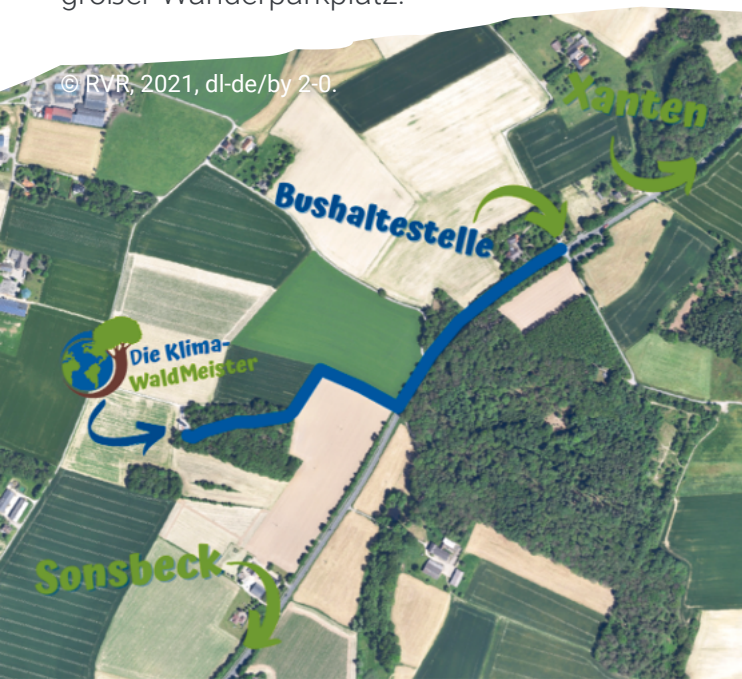 großer Wanderparkplatz.
© RVR, 2021, dl-de/by 2-0.
Xanten
Bushaltestelle
Die Klima-
WaldMeister
Sonsbeck